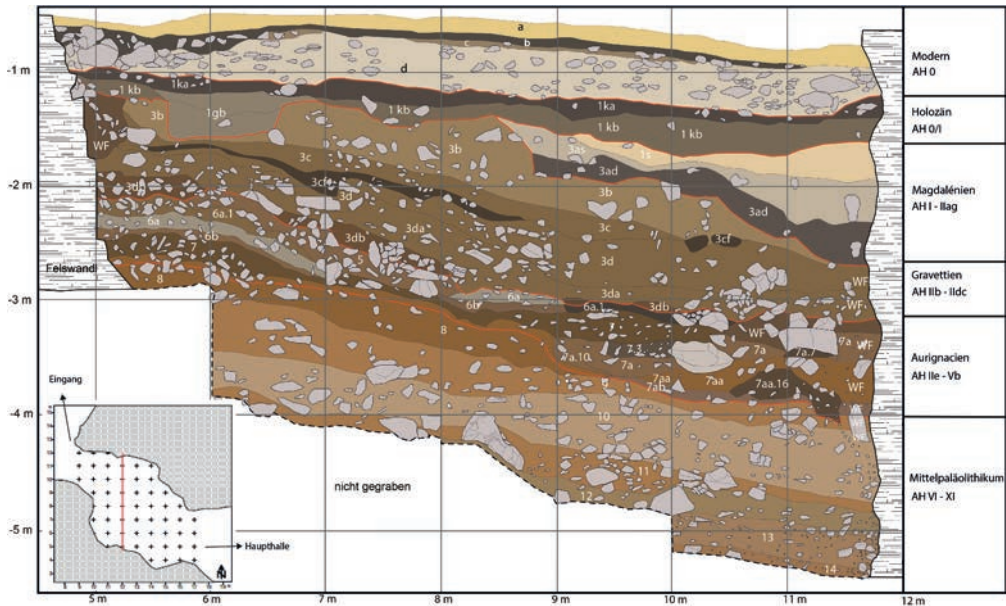 a
b
c
d
-1 m
1ka
1ka
1 kb
1 kb
1 kb
1 kb
1gb
3b
3b
3as
1s
WF
3c
3ad
-2 m
3cf
3b
3d
3ad
3c
3cf
6a.1
3da
6a
3db
3d
6b
7
5
Felswand
8
3da
WF
-3 m
6a
3db
WF
6b
6a.1
8
WF
7a
WF
7a.10
7a
7a
7a.7
7aa
7aa
7aa.16
WF
7ab
-4 m
10
WF
11
12
-5 m
13
14
nicht gegraben
Eingang
Haupthalle
N
5 m
6 m
7 m
8 m
9 m
10 m
11 m
12 m
Modern
AH 0
Holozän
AH 0/I
Magdalénien
AH I - IIag
Gravettien
AH IIb - IIdc
Aurignacien
AH IIe - Vb
Mittelpaläolithikum
AH VI - XI